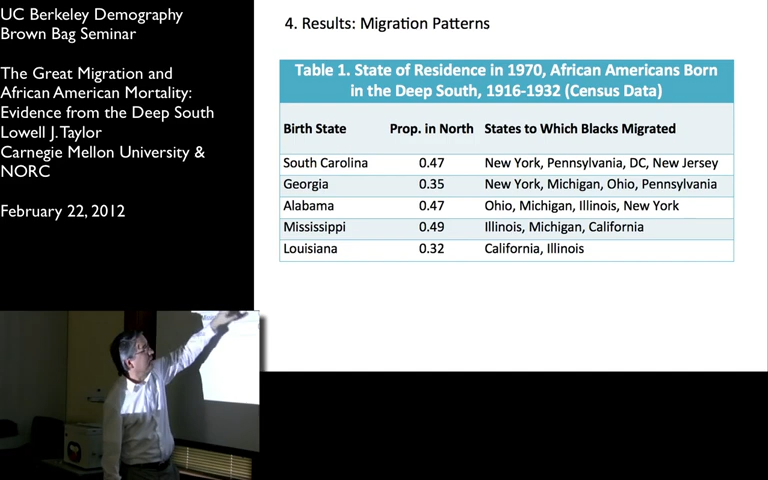 UC Berkeley Demography
Brown Bag Seminar
The Great Migration and
African American Mortality:
Evidence from the Deep South
Lowell J. Taylor
Carnegie Mellon University &
NORC
February 22, 2012
4. Results: Migration Patterns
Table 1. State of Residence in 1970, African Americans Born
in the Deep South, 1916-1932 (Census Data)
Birth State Prop. in North States to Which Blacks Migrated
South Carolina 0.47 New York, Pennsylvania, DC, New Jersey
Georgia 0.35 New York, Michigan, Ohio, Pennsylvania
Alabama 0.47 Ohio, Michigan, Illinois, New York
Mississippi 0.49 Illinois, Michigan, California
Louisiana 0.32 California, Illinois